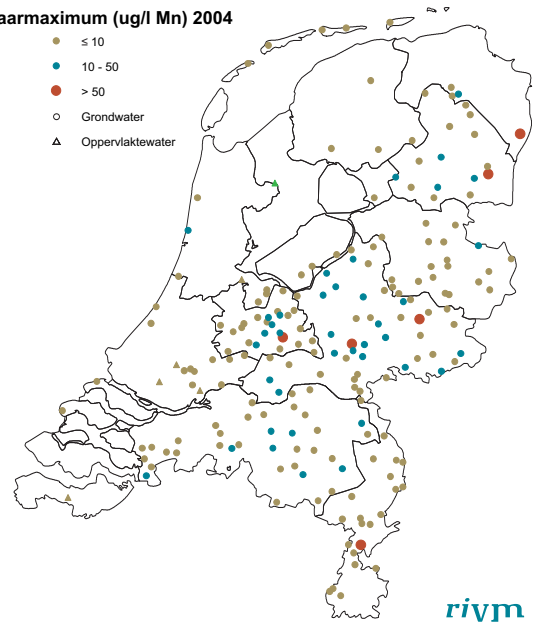 aarmaximum (ug/l Mn) 2004
≤ 10
10 - 50
> 50
Grondwater
Oppervlaktewater
rivm